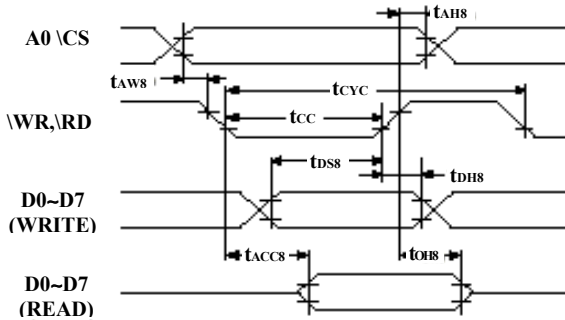 tAH8
A0 \CS
tAW8
tCYC
\WR,\RD
tCC
tDS8
tDH8
D0~D7
(WRITE)
tACC8
tOH8
D0~D7
(READ)